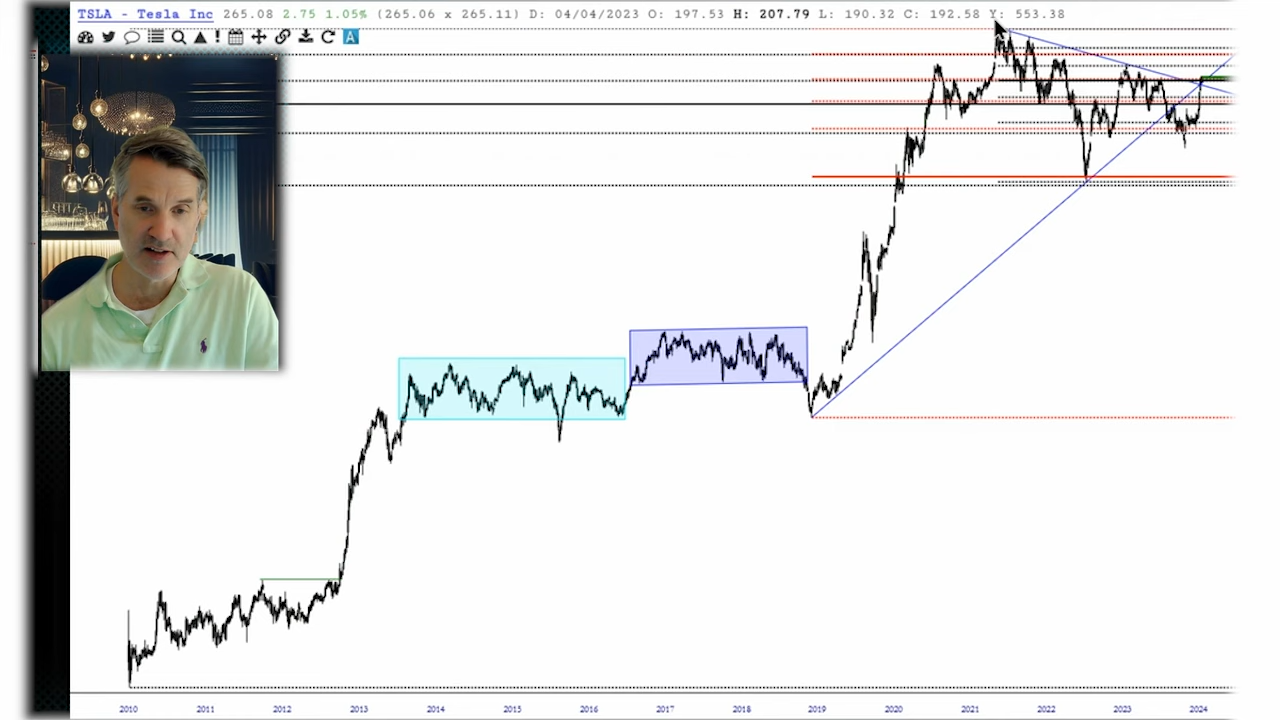 TSLA - Tesla Inc 265.08 2.75 1.05% (265.06 x 265.11) D: 04/04/2023 O: 197.53 H: 207.79 L: 190.32 C: 192.58 Y: 553.38
A
2010 2011 2012 2013 2014 2015 2016 2017 2018 2019 2020 2021 2022 2023 2024